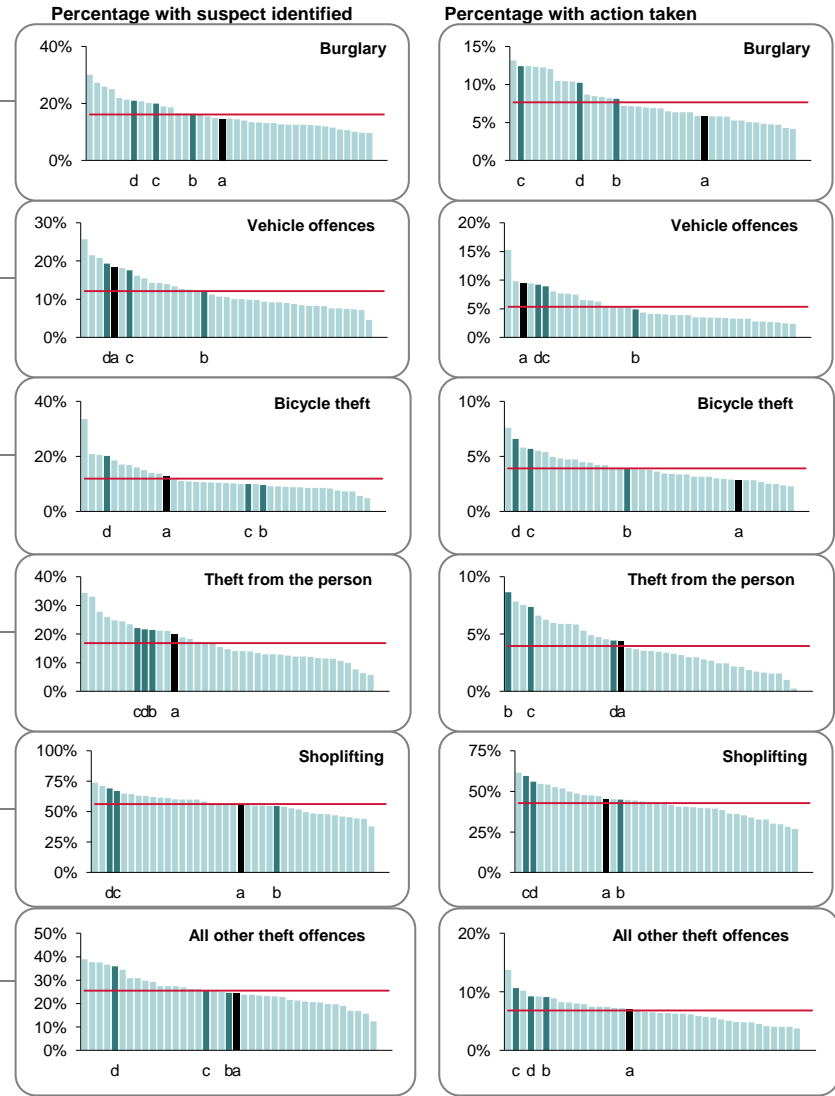 Percentage with suspect identified
Burglary
40%
20%
0%
d c b a
Vehicle offences
30%
20%
10%
0%
da c b
Bicycle theft
40%
20%
0%
d a c b
Theft from the person
40%
30%
20%
10%
0%
cdb a
Shoplifting
100%
75%
50%
25%
0%
dc a b
All other theft offences
50%
40%
30%
20%
10%
0%
d c ba
Percentage with action taken
Burglary
15%
10%
5%
0%
c d b a
Vehicle offences
20%
15%
10%
5%
0%
a dc b
Bicycle theft
10%
5%
0%
d c b a
Theft from the person
10%
5%
0%
b c da
Shoplifting
75%
50%
25%
0%
cd a b
All other theft offences
20%
10%
0%
c d b a